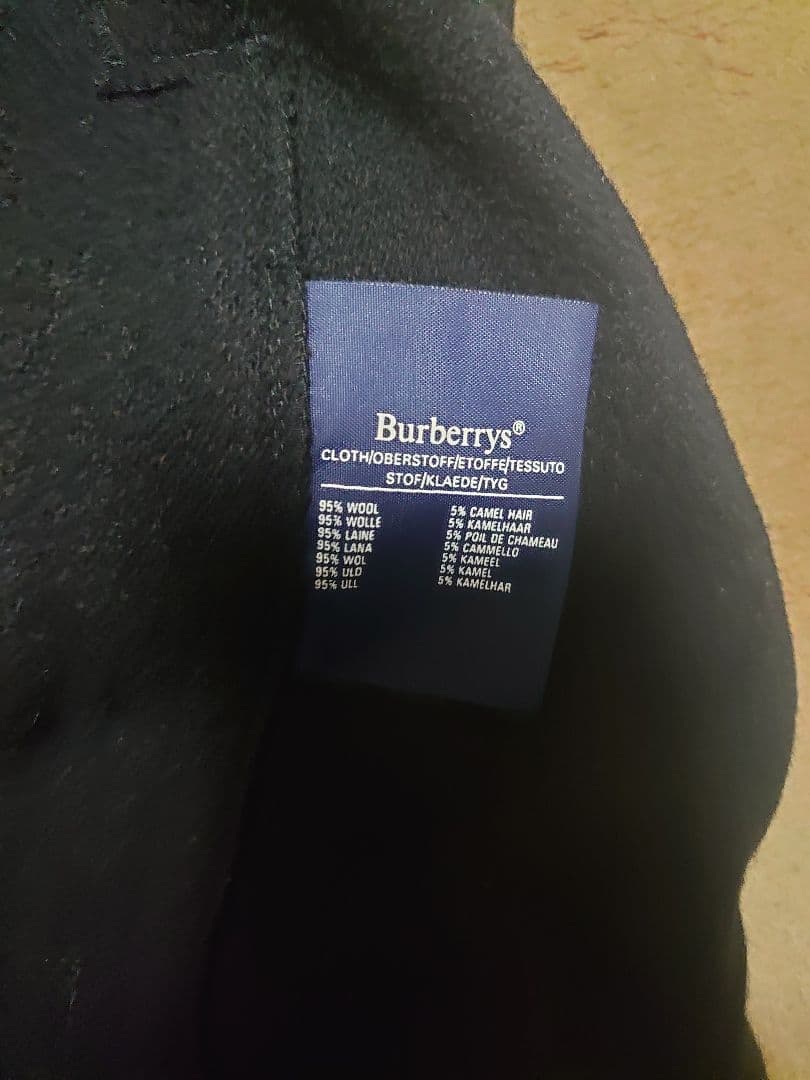 Burberrys®
CLOTH/OBERSTOFF/ETOFFE/TESSUTO
STOF/KLAEDE/TYG
95% WOOL 5% CAMEL HAIR
95% WOLLE 5% KAMELHAAR
95% LAINE 5% POIL DE CHAMEAU
95% LANA 5% CAMMELLO
95% WOL 5% KAMEEL
95% ULD 5% KAMEL
95% ULL 5% KAMELHAR